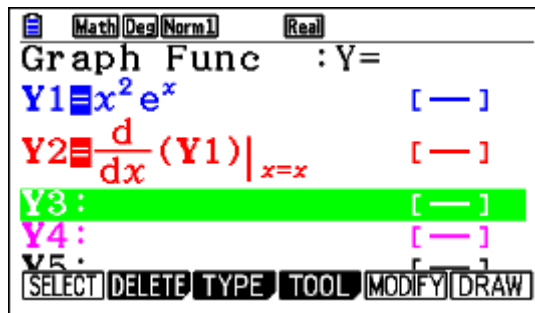 Math Deg Norm1 Real
Graph Func :Y=
Y1=x²eˣ [—]
Y2=d/dx(Y1)|x=x [—]
Y3: [—]
Y4: [—]
Y5: [—]
SELECT DELETE TYPE TOOL MODIFY DRAW